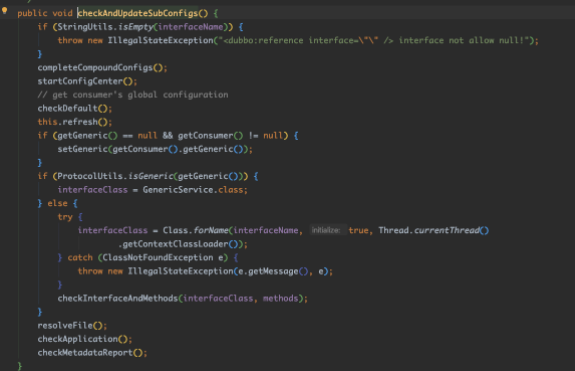 public void checkAndUpdateSubConfigs() {
if (StringUtils.isEmpty(interfaceName)) {
throw new IllegalStateException("<dubbo:reference interface=\"\" /> interface not allow null!");
}
completeCompoundConfigs();
startConfigCenter();
// get consumer's global configuration
checkDefault();
this.refresh();
if (getGeneric() == null && getConsumer() != null) {
setGeneric(getConsumer().getGeneric());
}
if (ProtocolUtils.isGeneric(getGeneric())) {
interfaceClass = GenericService.class;
} else {
try {
interfaceClass = Class.forName(interfaceName, initialize: true, Thread.currentThread()
.getContextClassLoader());
} catch (ClassNotFoundException e) {
throw new IllegalStateException(e.getMessage(), e);
}
checkInterfaceAndMethods(interfaceClass, methods);
}
resolveFile();
checkApplication();
checkMetadataReport();
}